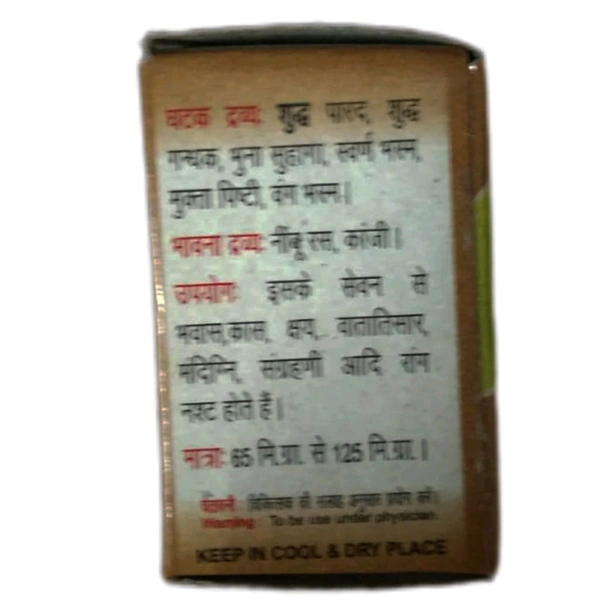 घटक द्रव्य: शुद्ध पारद, शुद्ध
गन्धक, भुना सुहागा, स्वर्ण भस्म,
मुक्ता पिष्टी, वंग भस्म।
भावना द्रव्य: नींबू रस, कांजी।
उपयोग: इसके सेवन से
श्वास,कास, क्षय, वातातिसार,
मंदिग्नि, संग्रहणी आदि रोग
नश्ट होते हैं।
मात्रा: 65 मि.ग्रा. से 125 मि.ग्रा.।
चेतावनी : चिकित्सक की सलाह अनुसार प्रयोग करें।
Warning : To be use under physician.
KEEP IN COOL & DRY PLACE